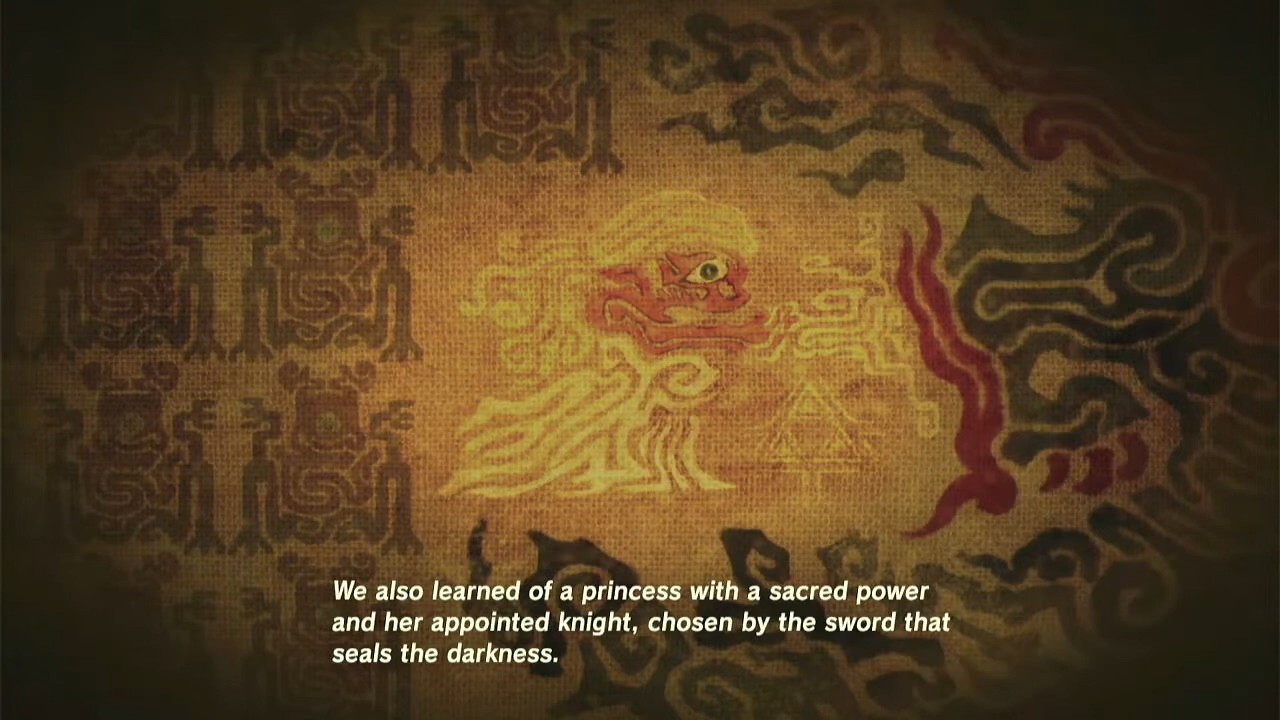 We also learned of a princess with a sacred power
and her appointed knight, chosen by the sword that
seals the darkness.